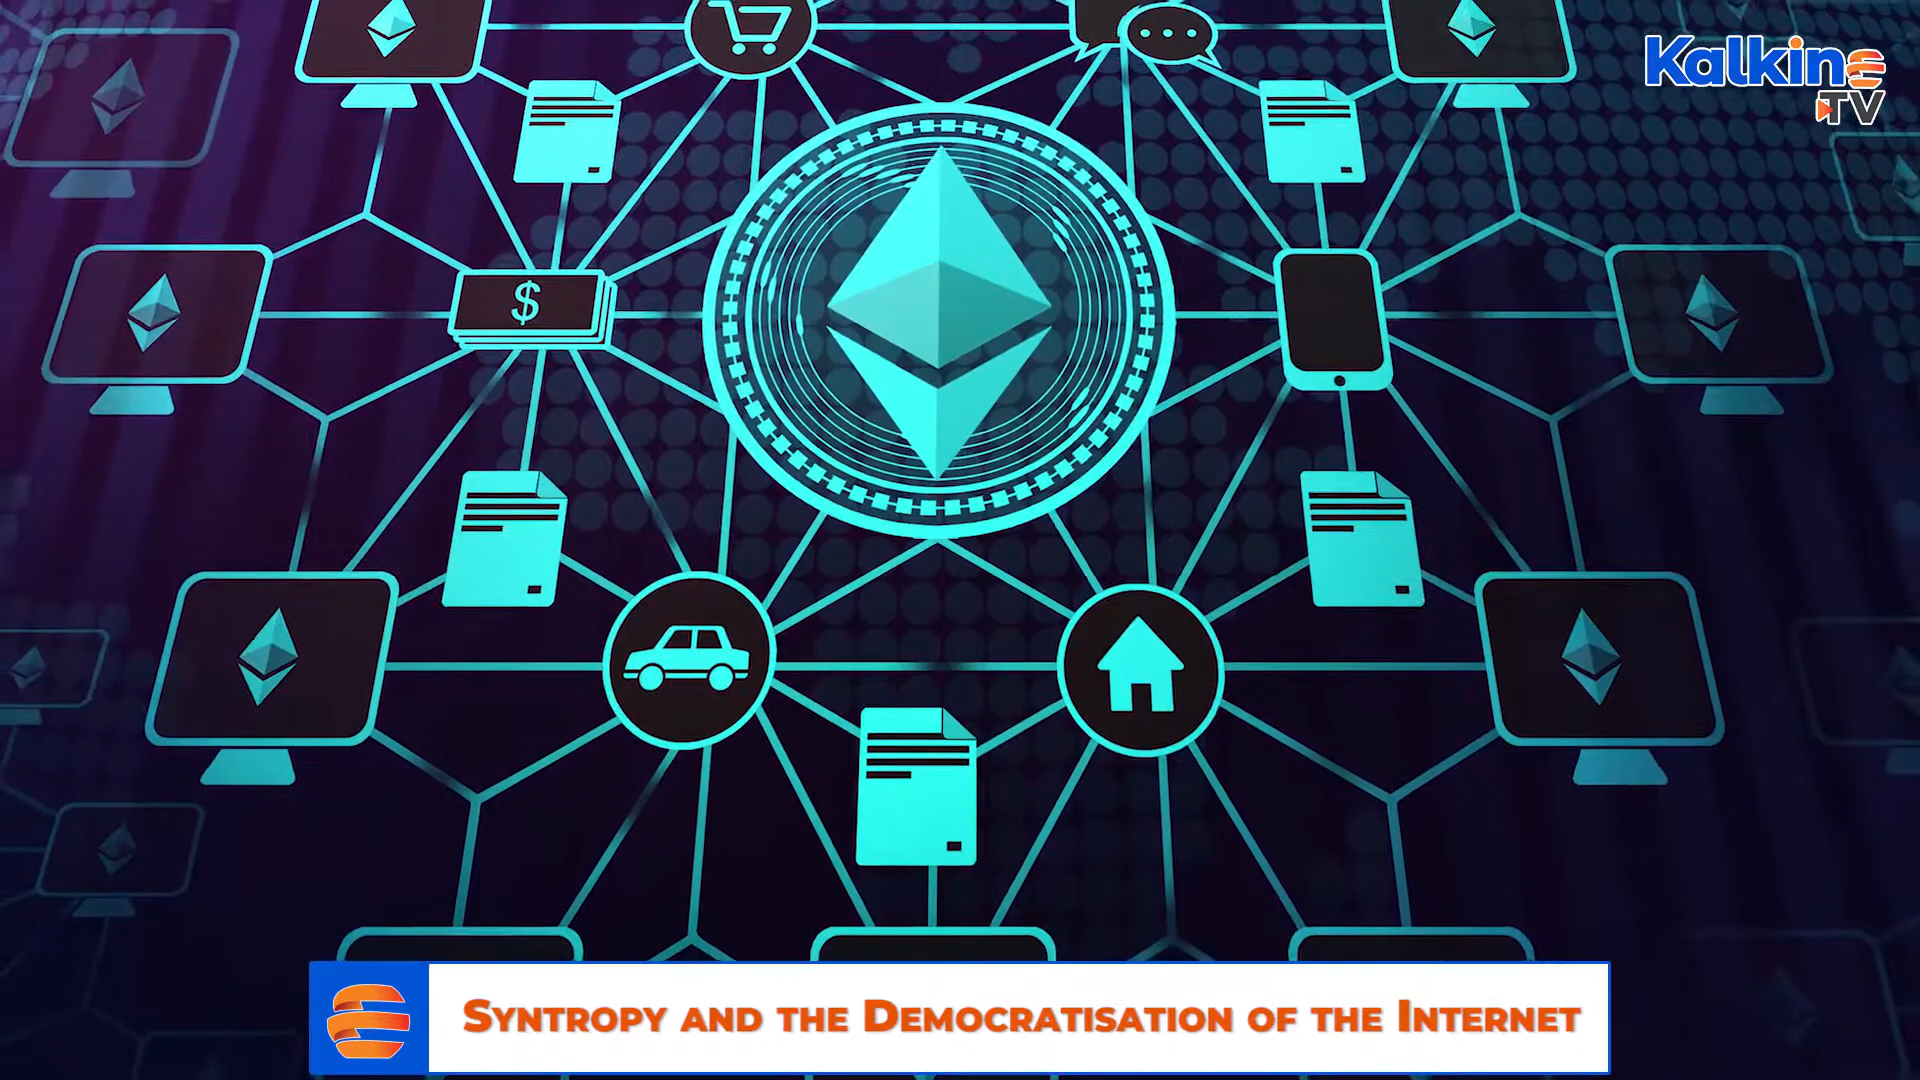 Kalkine
TV
$
Syntropy and the Democratisation of the Internet